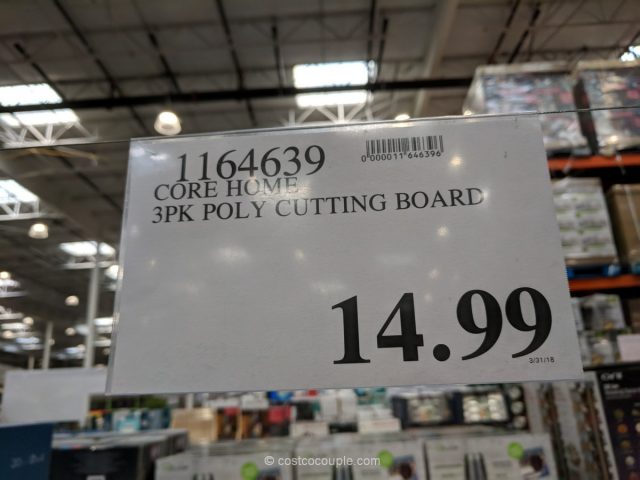 1164639
0 000011 646396
CORE HOME
3PK POLY CUTTING BOARD
14.99
3/31/18
© costcocouple.com